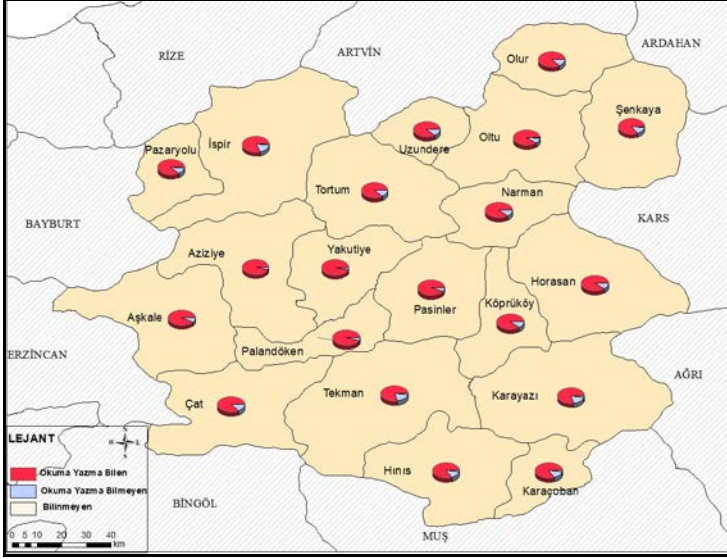 RİZE
ARTVİN
ARDAHAN
Olur
Şenkaya
Oltu
Uzundere
İspir
Pazaryolu
Tortum
Narman
BAYBURT
KARS
Aziziye
Yakutiye
Horasan
Pasinler
Köprüköy
Aşkale
Palandöken
ERZİNCAN
AĞRI
Çat
Tekman
Karayazı
Hınıs
Karaçoban
BİNGÖL
MUŞ
LEJANT
W E
Okuma Yazma Bilen
Okuma Yazma Bilmeyen
Bilinmeyen
0 5 10 20 30 40
km